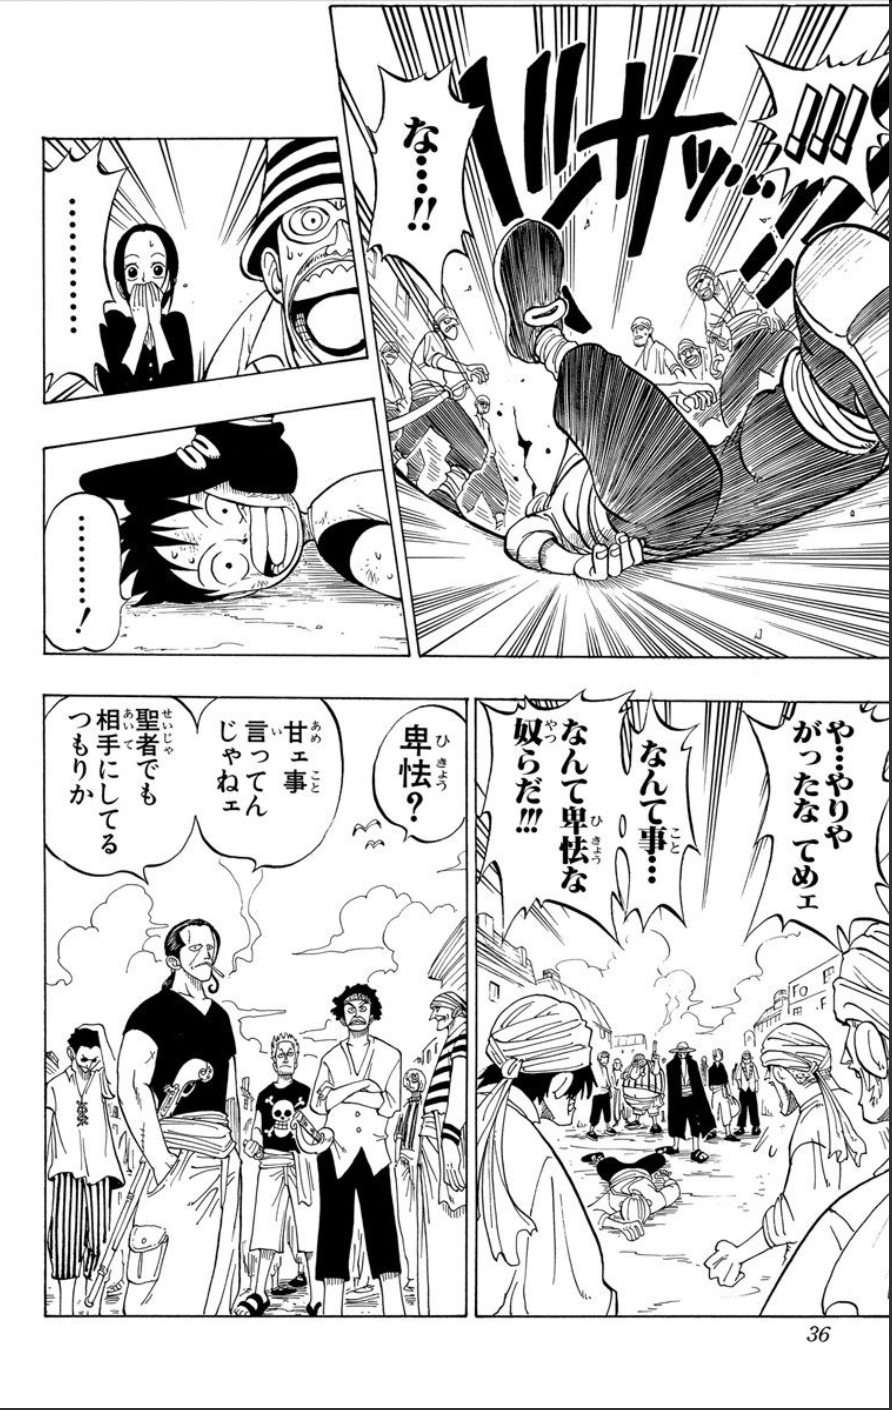 !!!
ドサッ…
な……!!
…………
………!
や…やりや
がったな てめェ
なんて事…
なんて卑怯な
奴らだ!!!
卑怯?
甘ェ事
言ってん
じゃねェ
聖者でも
相手にしてる
つもりか
36